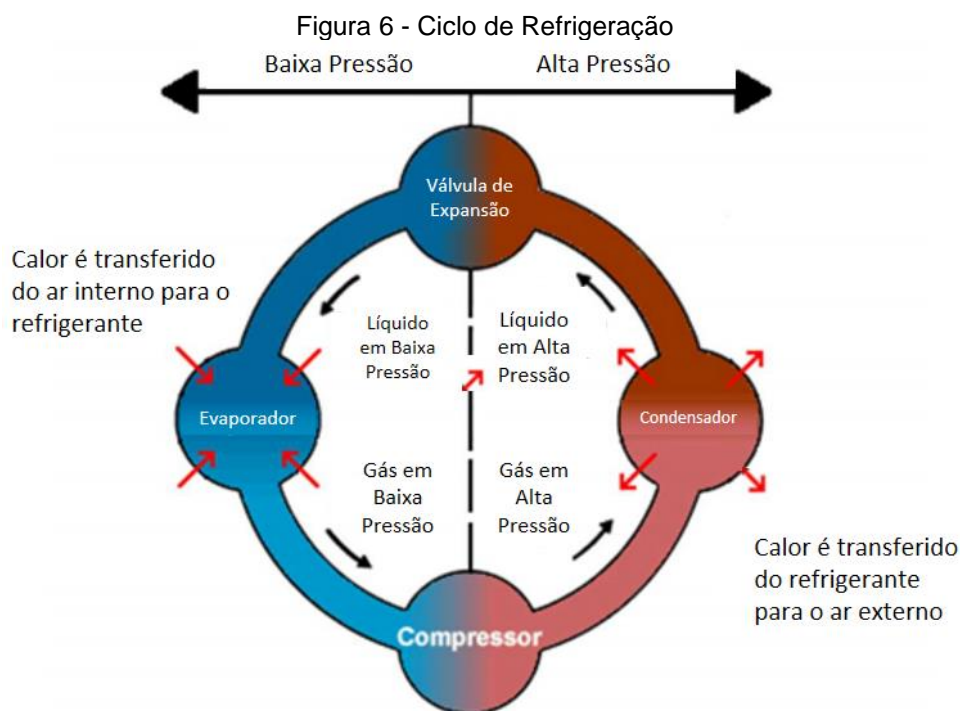 Figura 6 - Ciclo de Refrigeração
Baixa Pressão
Alta Pressão
Válvula de
Expansão
Calor é transferido
do ar interno para o
refrigerante
Líquido
em Baixa
Pressão
Líquido
em Alta
Pressão
Evaporador
Condensador
Gás em
Baixa
Pressão
Gás em
Alta
Pressão
Calor é transferido
do refrigerante
para o ar externo
Compressor